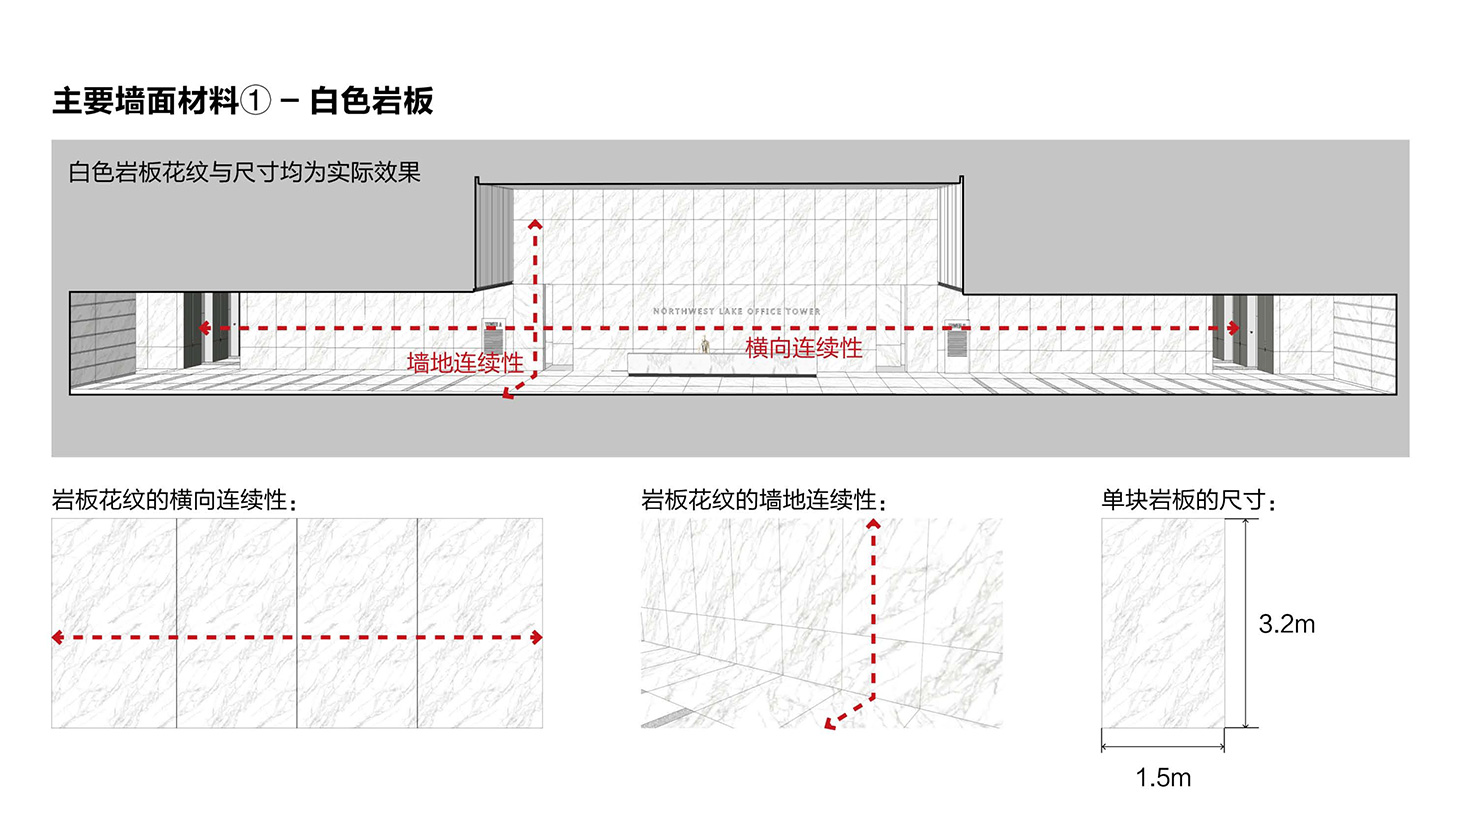 主要墙面材料① – 白色岩板
白色岩板花纹与尺寸均为实际效果
NORTHWEST LAKE OFFICE TOWER
横向连续性
墙地连续性
岩板花纹的横向连续性：
岩板花纹的墙地连续性：
单块岩板的尺寸：
3.2m
1.5m